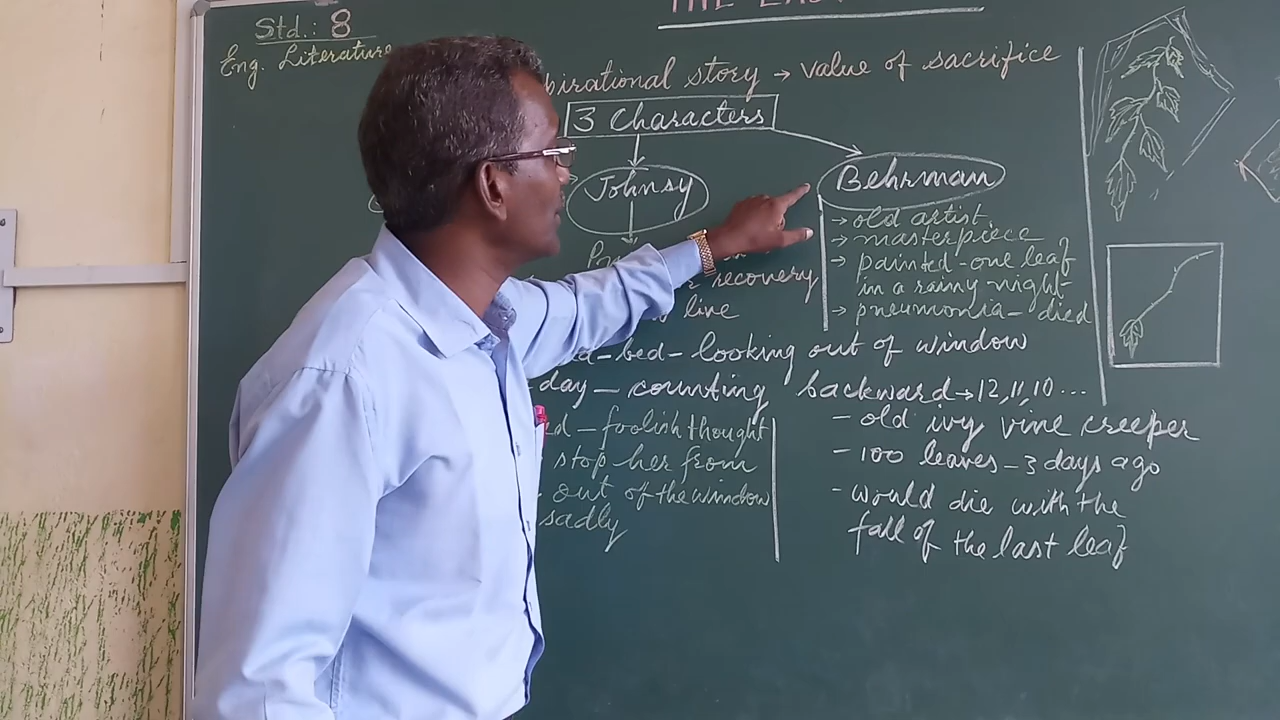 THE LAS
Std.: 8
Eng. Literature
pirational story → value of sacrifice
3 Characters
Johnsy
Behrman
→ old artist
→ masterpiece
→ painted-one leaf
in a rainy night-
→ pneumonia - died
recovery
line
bed - looking out of window
day - counting backward → 12, 11, 10 ...
foolish thought
stop her from
out of the window
sadly
- old ivy vine creeper
- 100 leaves - 3 days ago
- would die with the
fall of the last leaf